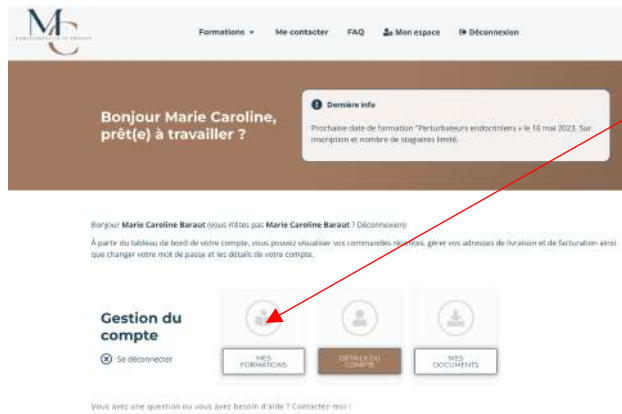 MC
Formations Me contacter FAQ Mon espace Déconnexion
Bonjour Marie Caroline,
prêt(e) à travailler ?
Dernière info
Prochaine date de formation "Perturbateurs endocriniens » le 16 mai 2023. Sur
inscription et nombre de stagiaires limité.
Bonjour Marie Caroline Baraut (vous n'êtes pas Marie Caroline Baraut ? Déconnexion)
À partir du tableau de bord de votre compte, vous pouvez visualiser vos commandes récentes, gérer vos adresses de livraison et de facturation ainsi
que changer votre mot de passe et les détails de votre compte.
Gestion du
compte
Se déconnecter
MES
FORMATIONS
DÉTAILS DU
COMPTE
MES
DOCUMENTS
Vous avez une question ou vous avez besoin d'aide ? Contactez-moi !